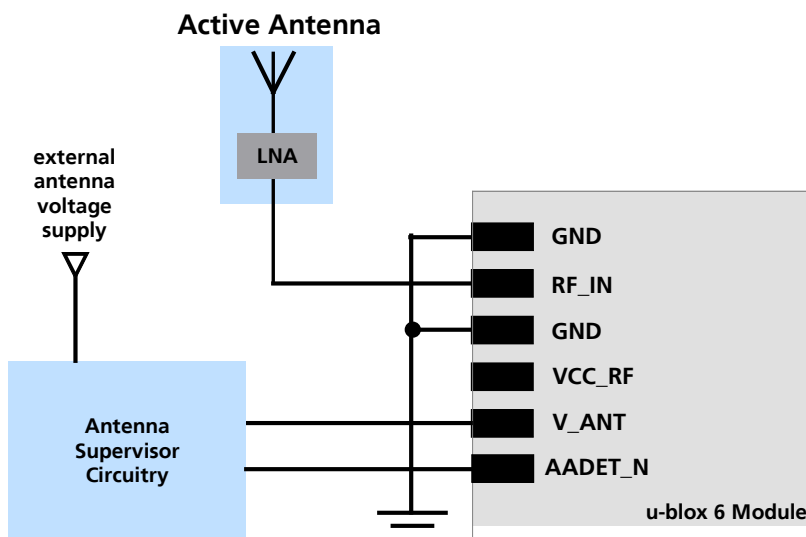 Active Antenna
LNA
external
antenna
voltage
supply
GND
RF_IN
GND
VCC_RF
V_ANT
AADET_N
Antenna
Supervisor
Circuitry
u-blox 6 Module